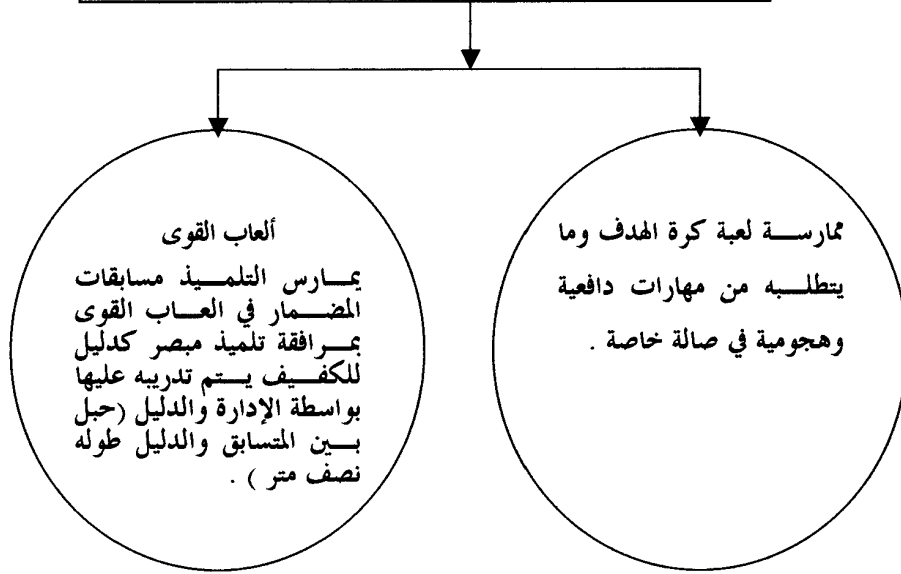 ممارسة لعبة كرة الهدف وما
يتطلبه من مهارات دافعية
وهجومية في صالة خاصة .
ألعاب القوى
يمارس التلميذ مسابقات
المضمار في العاب القوى
بمرافقة تلميذ مبصر كدليل
للكفيف يتم تدريبه عليها
بواسطة الإدارة والدليل (حبل
بين المتسابق والدليل طوله
نصف متر ) .